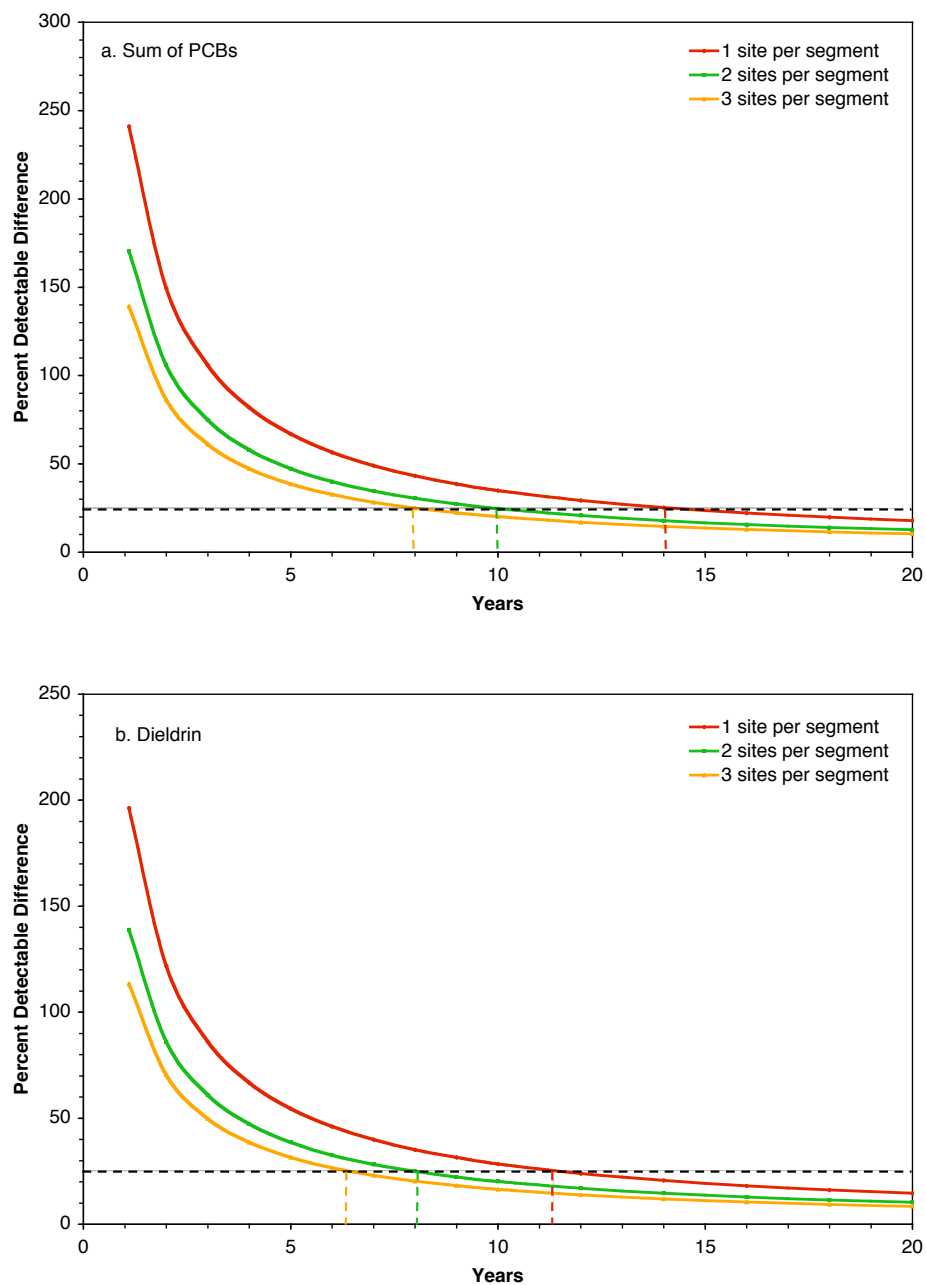 300
a. Sum of PCBs
1 site per segment
2 sites per segment
3 sites per segment
250
200
150
100
50
0
Percent Detectable Difference
0 5 10 15 20
Years
250
b. Dieldrin
1 site per segment
2 sites per segment
3 sites per segment
200
150
100
50
0
Percent Detectable Difference
0 5 10 15 20
Years